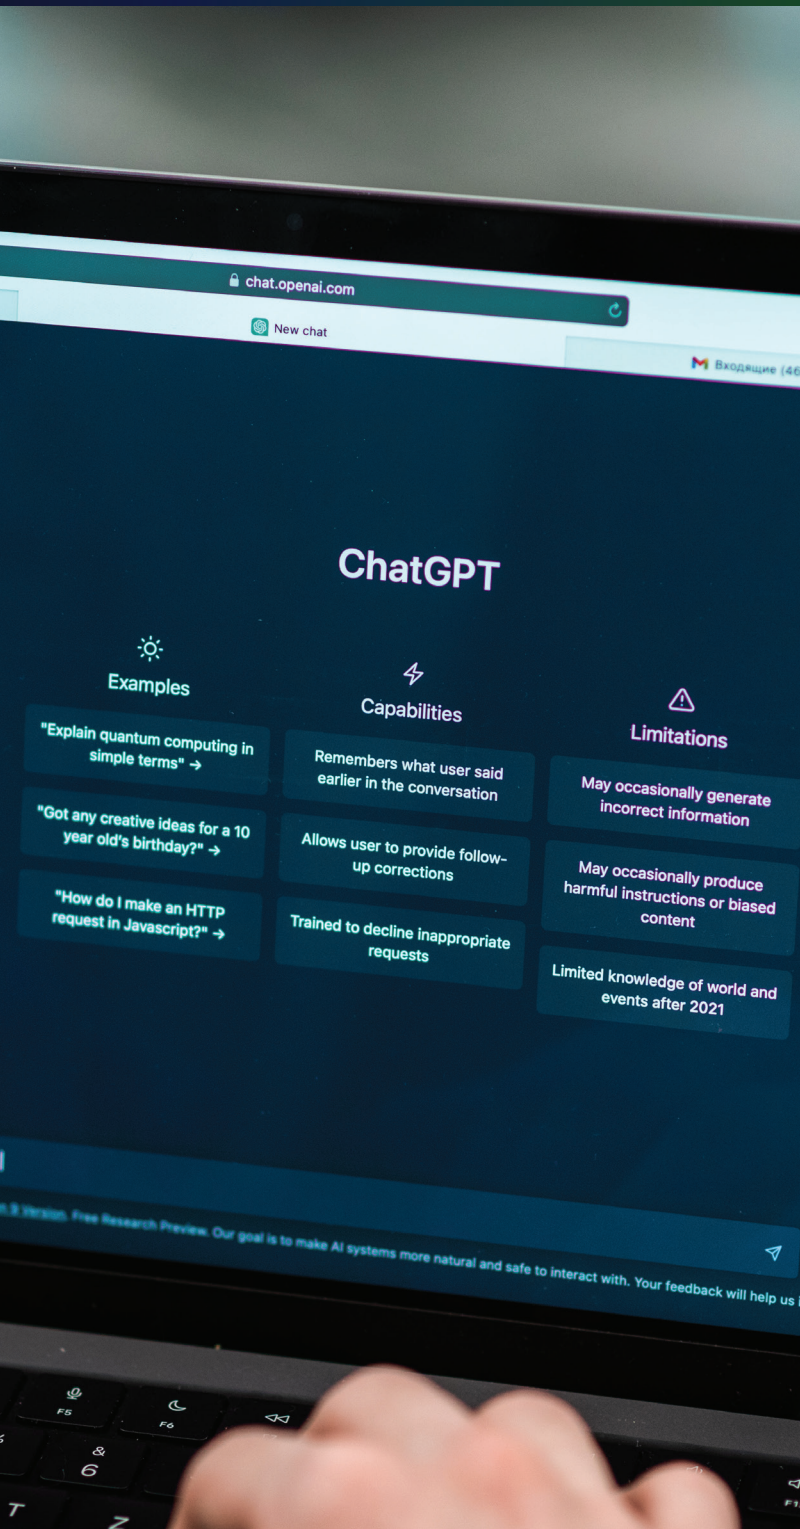 chat.openai.com
New chat
Входящие (46
ChatGPT
Examples
"Explain quantum computing in
simple terms" →
"Got any creative ideas for a 10
year old's birthday?" →
"How do I make an HTTP
request in Javascript?" →
Capabilities
Remembers what user said
earlier in the conversation
Allows user to provide follow-
up corrections
Trained to decline inappropriate
requests
Limitations
May occasionally generate
incorrect information
May occasionally produce
harmful instructions or biased
content
Limited knowledge of world and
events after 2021
9 Version. Free Research Preview. Our goal is to make AI systems more natural and safe to interact with. Your feedback will help us
F5
F6
&
6
T
Z
F1